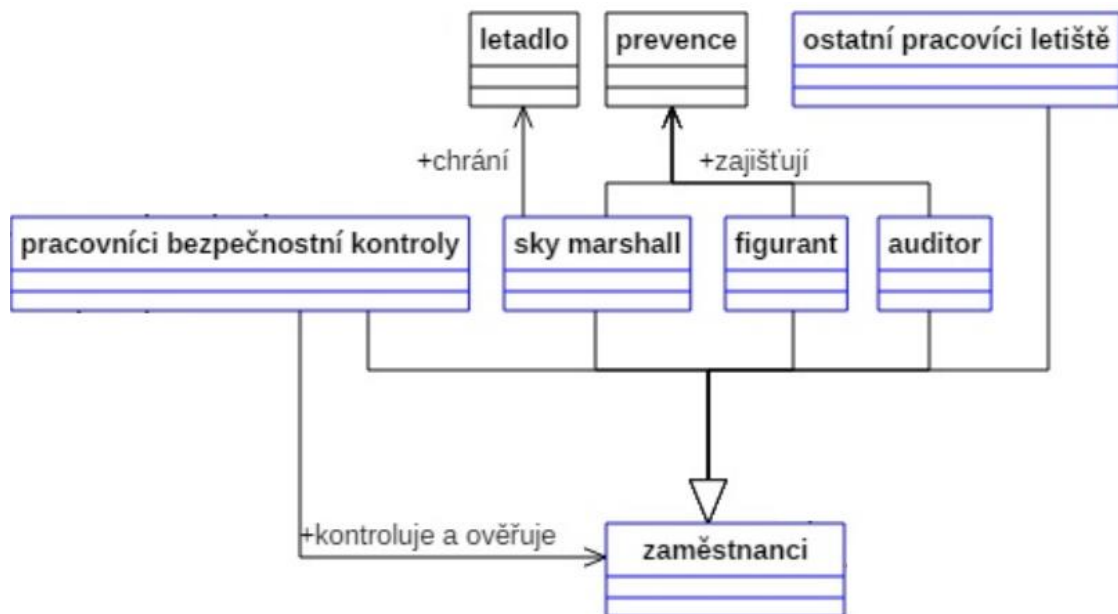 letadlo
prevence
ostatní pracovíci letiště
+chrání
+zajišťují
pracovníci bezpečnostní kontroly
sky marshall
figurant
auditor
+kontroluje a ověřuje
zaměstnanci